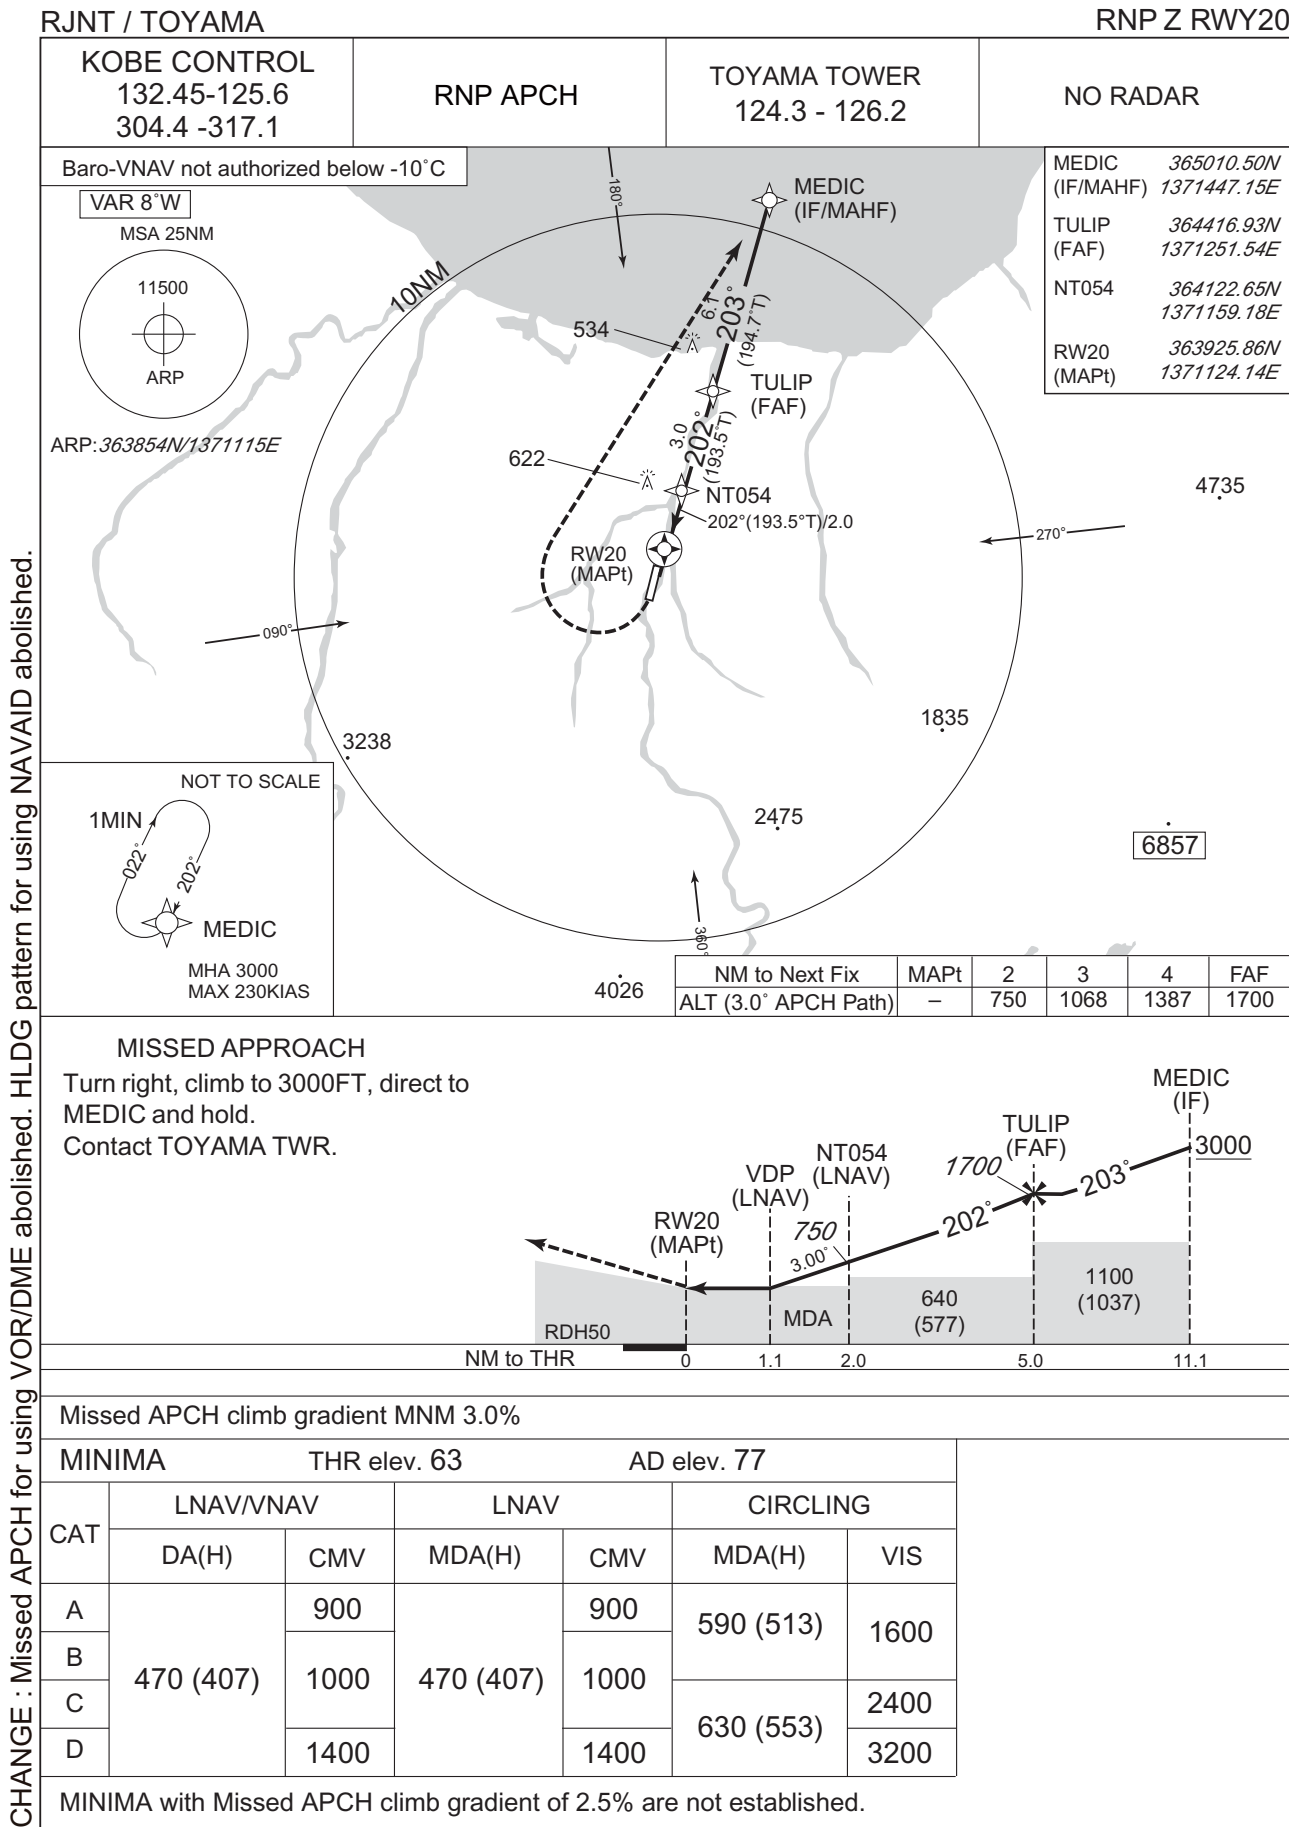 RJNT / TOYAMA
RNP Z RWY20
KOBE CONTROL
132.45-125.6
304.4 -317.1
RNP APCH
TOYAMA TOWER
124.3 - 126.2
NO RADAR
Baro-VNAV not authorized below -10˚C
VAR 8˚W
MSA 25NM
11500
ARP
ARP:363854N/1371115E
MEDIC 365010.50N
(IF/MAHF) 1371447.15E
TULIP 364416.93N
(FAF) 1371251.54E
NT054 364122.65N
1371159.18E
RW20 363925.86N
(MAPt) 1371124.14E
180°
MEDIC
(IF/MAHF)
10NM
6.1
203°
(194.7°T)
534
TULIP
(FAF)
3.0
202°
(193.5°T)
622
NT054
202°(193.5°T)/2.0
4735
270°
RW20
(MAPt)
090°
1835
3238
2475
6857
360°
4026
NOT TO SCALE
1MIN
022°
202°
MEDIC
MHA 3000
MAX 230KIAS
NM to Next Fix MAPt 2 3 4 FAF
ALT (3.0˚ APCH Path) – 750 1068 1387 1700
MISSED APPROACH
Turn right, climb to 3000FT, direct to
MEDIC and hold.
Contact TOYAMA TWR.
MEDIC
(IF)
3000
TULIP
(FAF)
1700
203°
NT054
(LNAV)
VDP
(LNAV)
750
202°
3.00°
RW20
(MAPt)
1100
(1037)
640
(577)
MDA
RDH50
NM to THR 0 1.1 2.0 5.0 11.1
Missed APCH climb gradient MNM 3.0%
MINIMA THR elev. 63 AD elev. 77
CAT LNAV/VNAV LNAV CIRCLING
DA(H) CMV MDA(H) CMV MDA(H) VIS
A 900 900 590 (513) 1600
B 470 (407) 1000 470 (407) 1000
C 630 (553) 2400
D 1400 1400 3200
MINIMA with Missed APCH climb gradient of 2.5% are not established.
CHANGE : Missed APCH for using VOR/DME abolished. HLDG pattern for using NAVAID abolished.